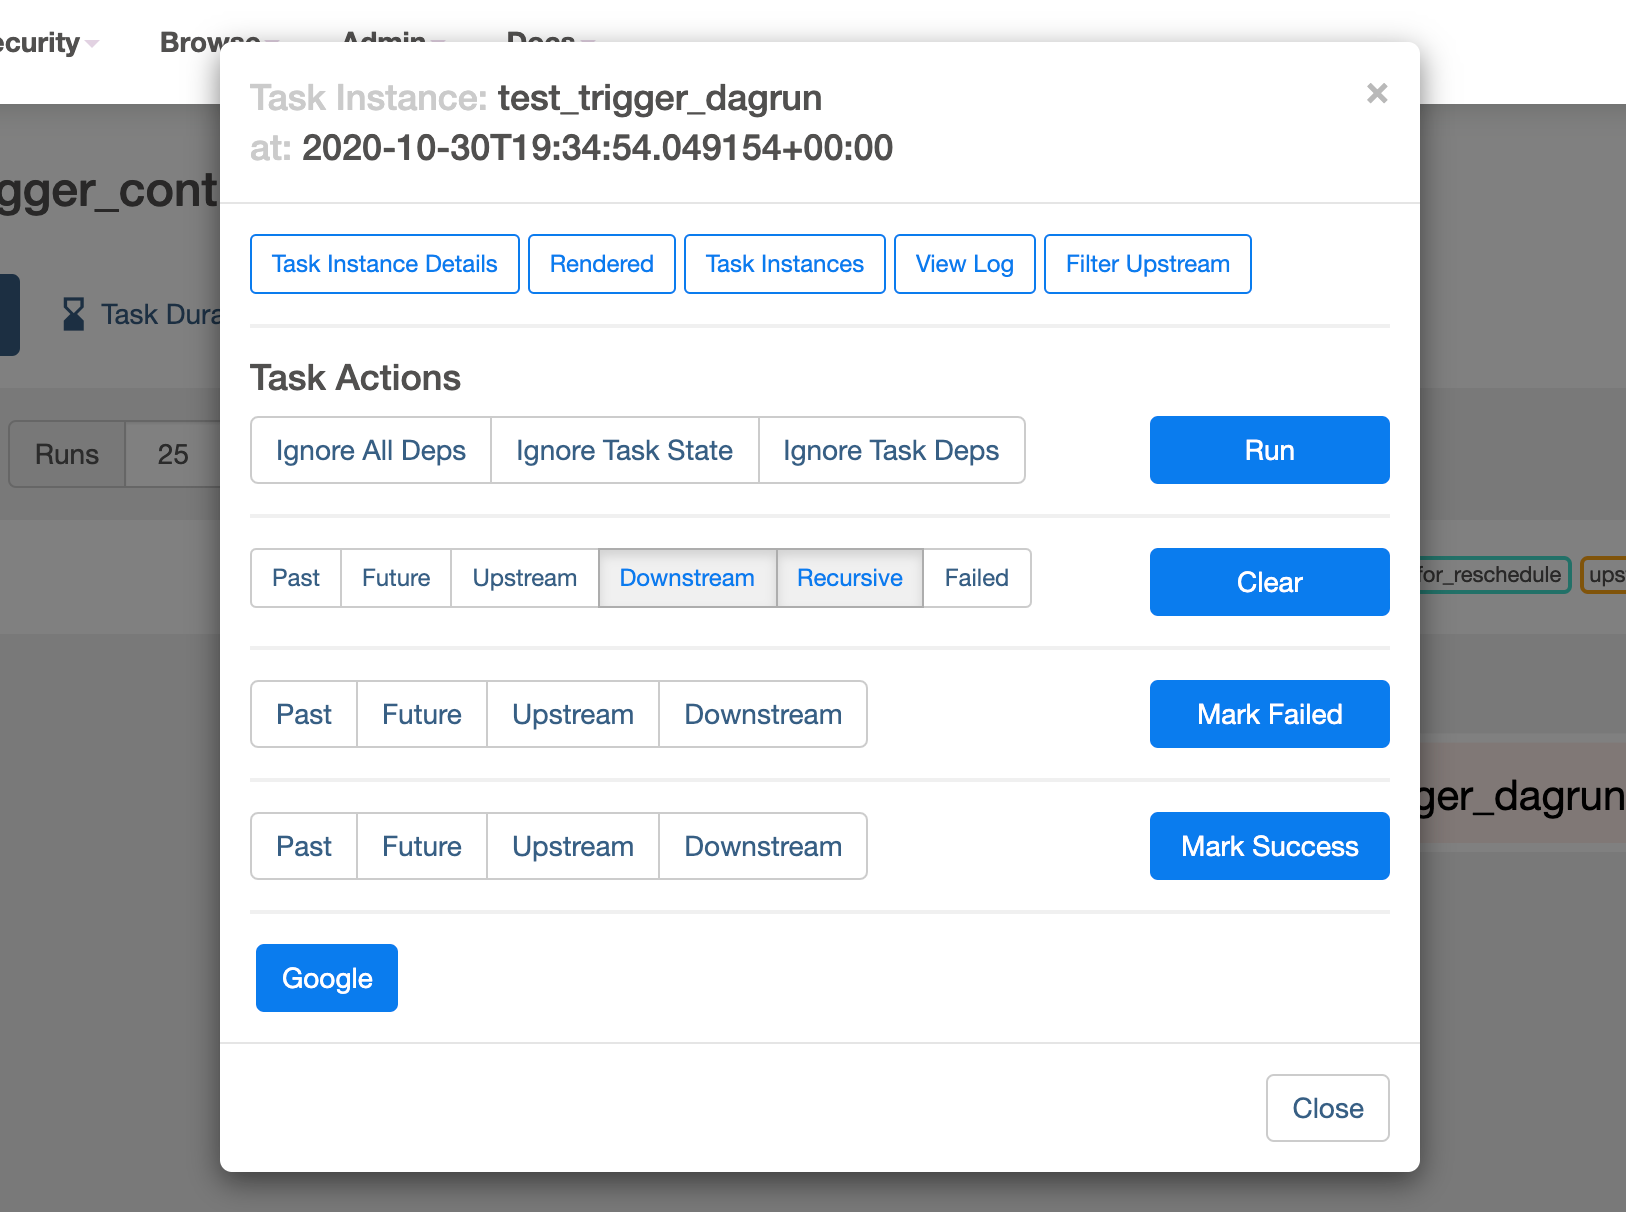 ecurity Browse Admin Docs
Task Instance: test_trigger_dagrun ×
at: 2020-10-30T19:34:54.049154+00:00
gger_cont
Task Instance Details Rendered Task Instances View Log Filter Upstream
Task Dura
Task Actions
Ignore All Deps Ignore Task State Ignore Task Deps Run
Runs 25
Past Future Upstream Downstream Recursive Failed Clear
for_reschedule ups
Past Future Upstream Downstream Mark Failed
ger_dagrun
Past Future Upstream Downstream Mark Success
Google
Close